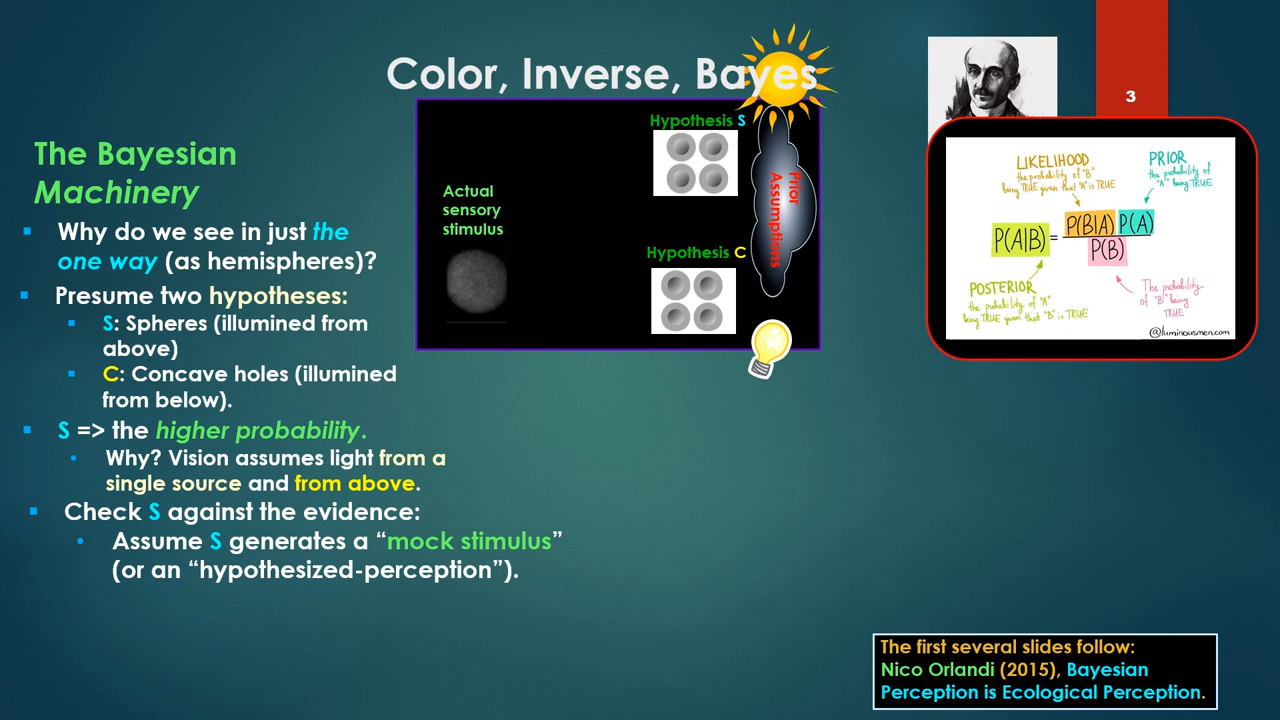 Color, Inverse, Bayes
3
The Bayesian
Machinery
Why do we see in just the
one way (as hemispheres)?
Presume two hypotheses:
S: Spheres (illumined from
above)
C: Concave holes (illumined
from below).
S => the higher probability.
Why? Vision assumes light from a
single source and from above.
Check S against the evidence:
Assume S generates a “mock stimulus”
(or an “hypothesized-perception”).
Actual
sensory
stimulus
Hypothesis S
Hypothesis C
Prior
Assumptions
LIKELIHOOD
the probability of "B"
being TRUE given that "A" is TRUE
PRIOR
the probability
of "A" being TRUE
P(A|B) = P(B|A) P(A)
P(B)
POSTERIOR
the probability of "A"
being TRUE given that "B" is TRUE
The probability
of "B" being
TRUE
@luminousmen.com
The first several slides follow:
Nico Orlandi (2015), Bayesian
Perception is Ecological Perception.